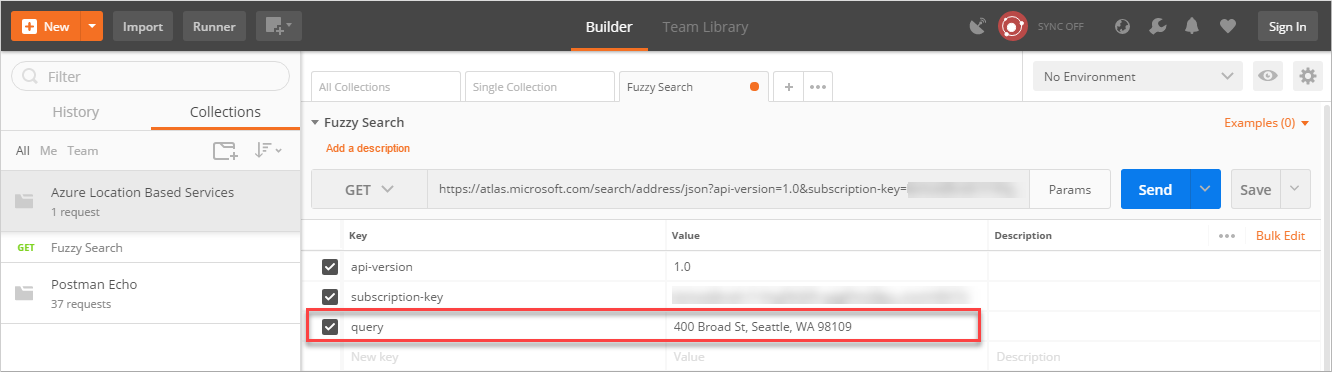 New Import Runner Builder Team Library SYNC OFF Sign In
Filter
History Collections
All Me Team
Azure Location Based Services
1 request
GET Fuzzy Search
Postman Echo
37 requests
All Collections Single Collection Fuzzy Search + ••• No Environment
Fuzzy Search Examples (0)
Add a description
GET https://atlas.microsoft.com/search/address/json?api-version=1.0&subscription-key= Params Send Save
Key Value Description ••• Bulk Edit
api-version 1.0
subscription-key
query 400 Broad St, Seattle, WA 98109
New key Value Description